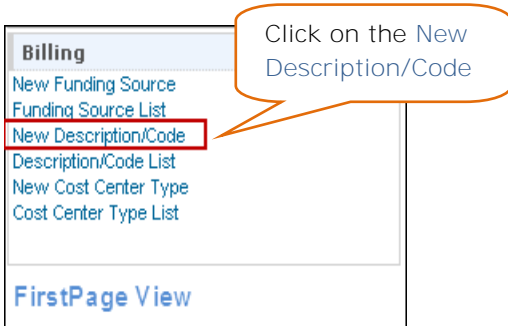 Click on the New
Description/Code
Billing
New Funding Source
Funding Source List
New Description/Code
Description/Code List
New Cost Center Type
Cost Center Type List
FirstPage View